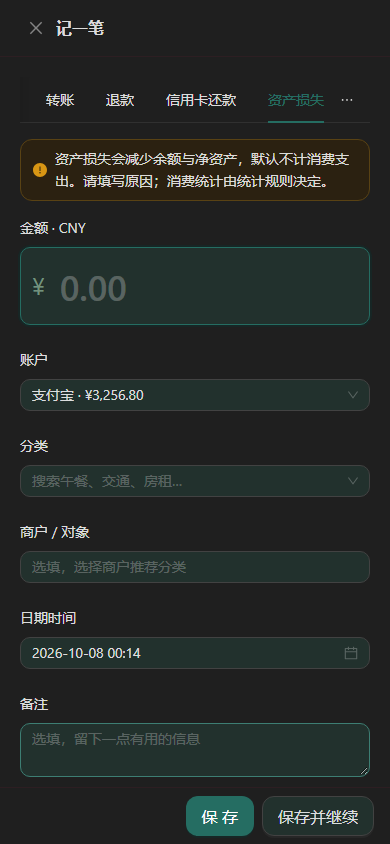 记一笔
转账 退款 信用卡还款 资产损失 ···
资产损失会减少余额与净资产，默认不计消费支
出。请填写原因；消费统计由统计规则决定。
金额 · CNY
¥ 0.00
账户
支付宝 · ¥3,256.80
分类
搜索午餐、交通、房租...
商户 / 对象
选填，选择商户推荐分类
日期时间
2026-10-08 00:14
备注
选填，留下一点有用的信息
保 存 保存并继续